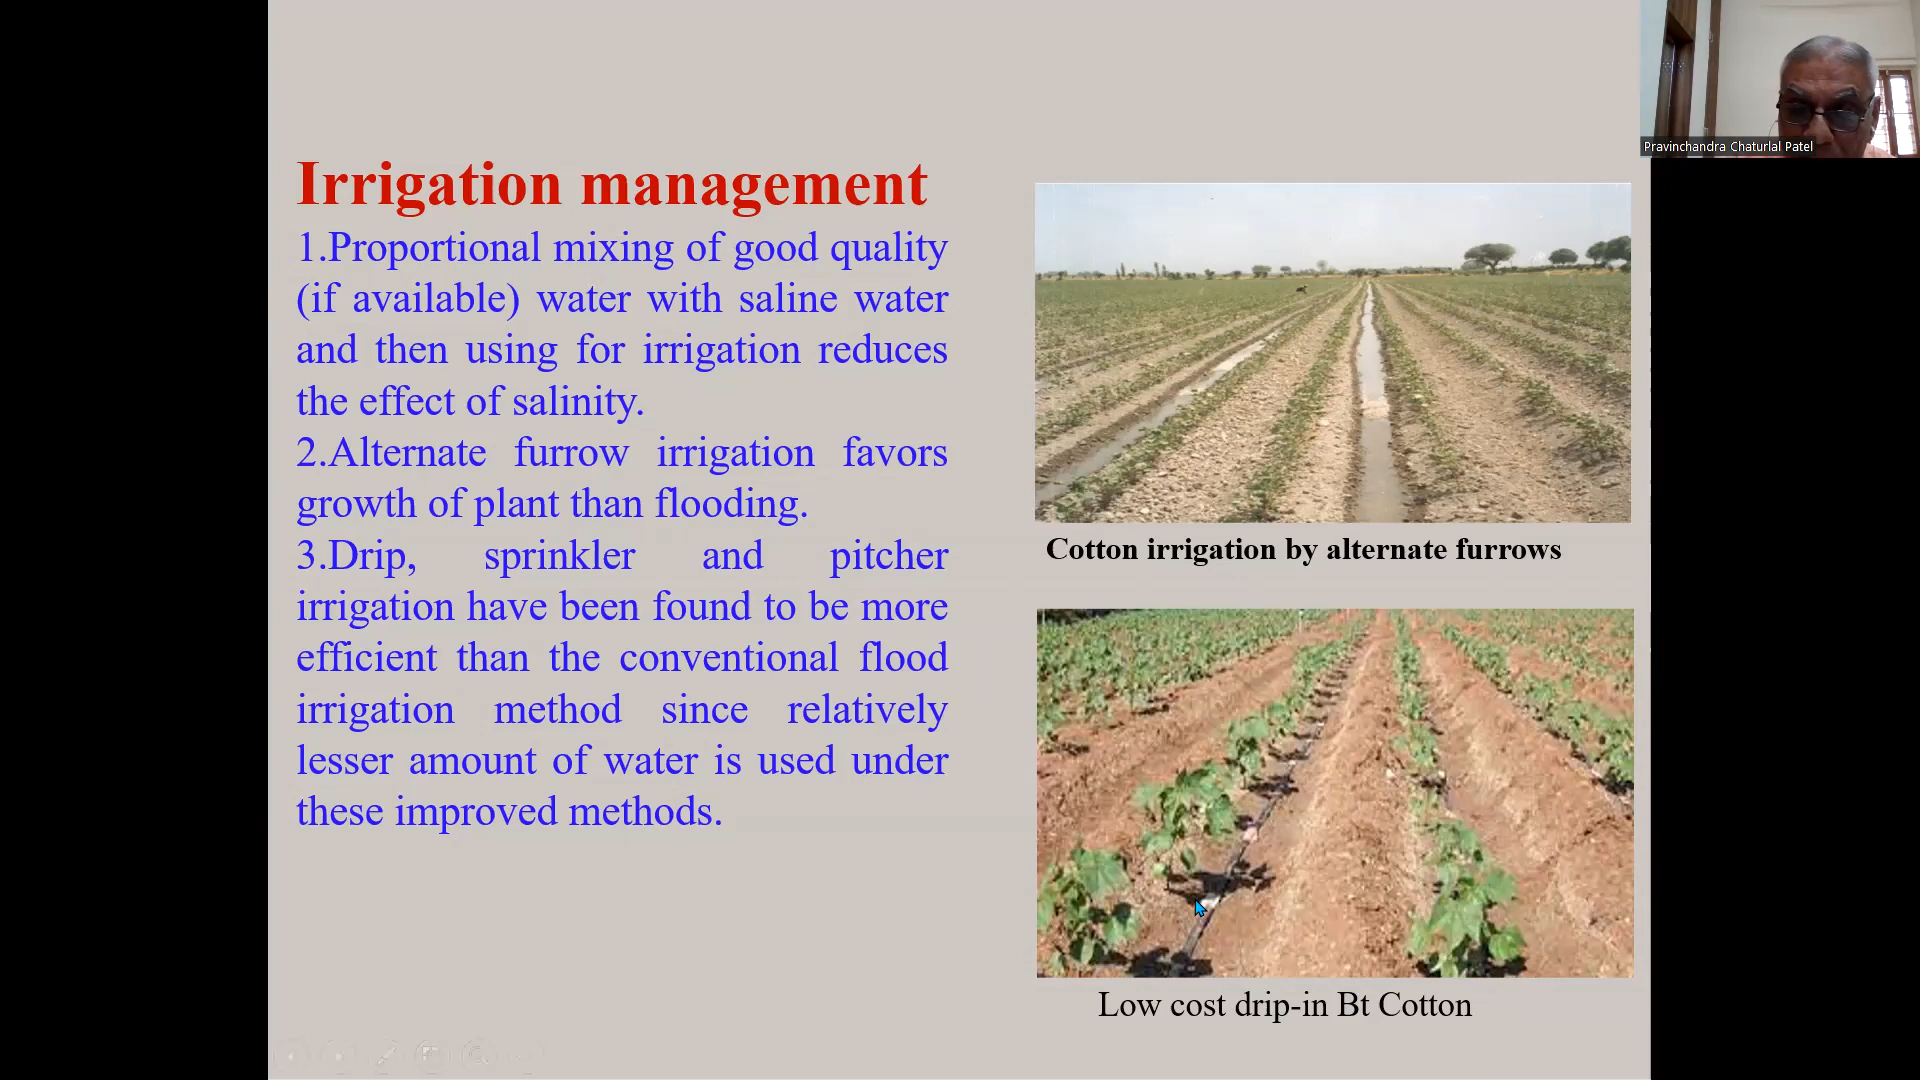 Pravinchandra Chaturlal Patel
Irrigation management
1.Proportional mixing of good quality
(if available) water with saline water
and then using for irrigation reduces
the effect of salinity.
2.Alternate furrow irrigation favors
growth of plant than flooding.
3.Drip, sprinkler and pitcher
irrigation have been found to be more
efficient than the conventional flood
irrigation method since relatively
lesser amount of water is used under
these improved methods.
Cotton irrigation by alternate furrows
Low cost drip-in Bt Cotton